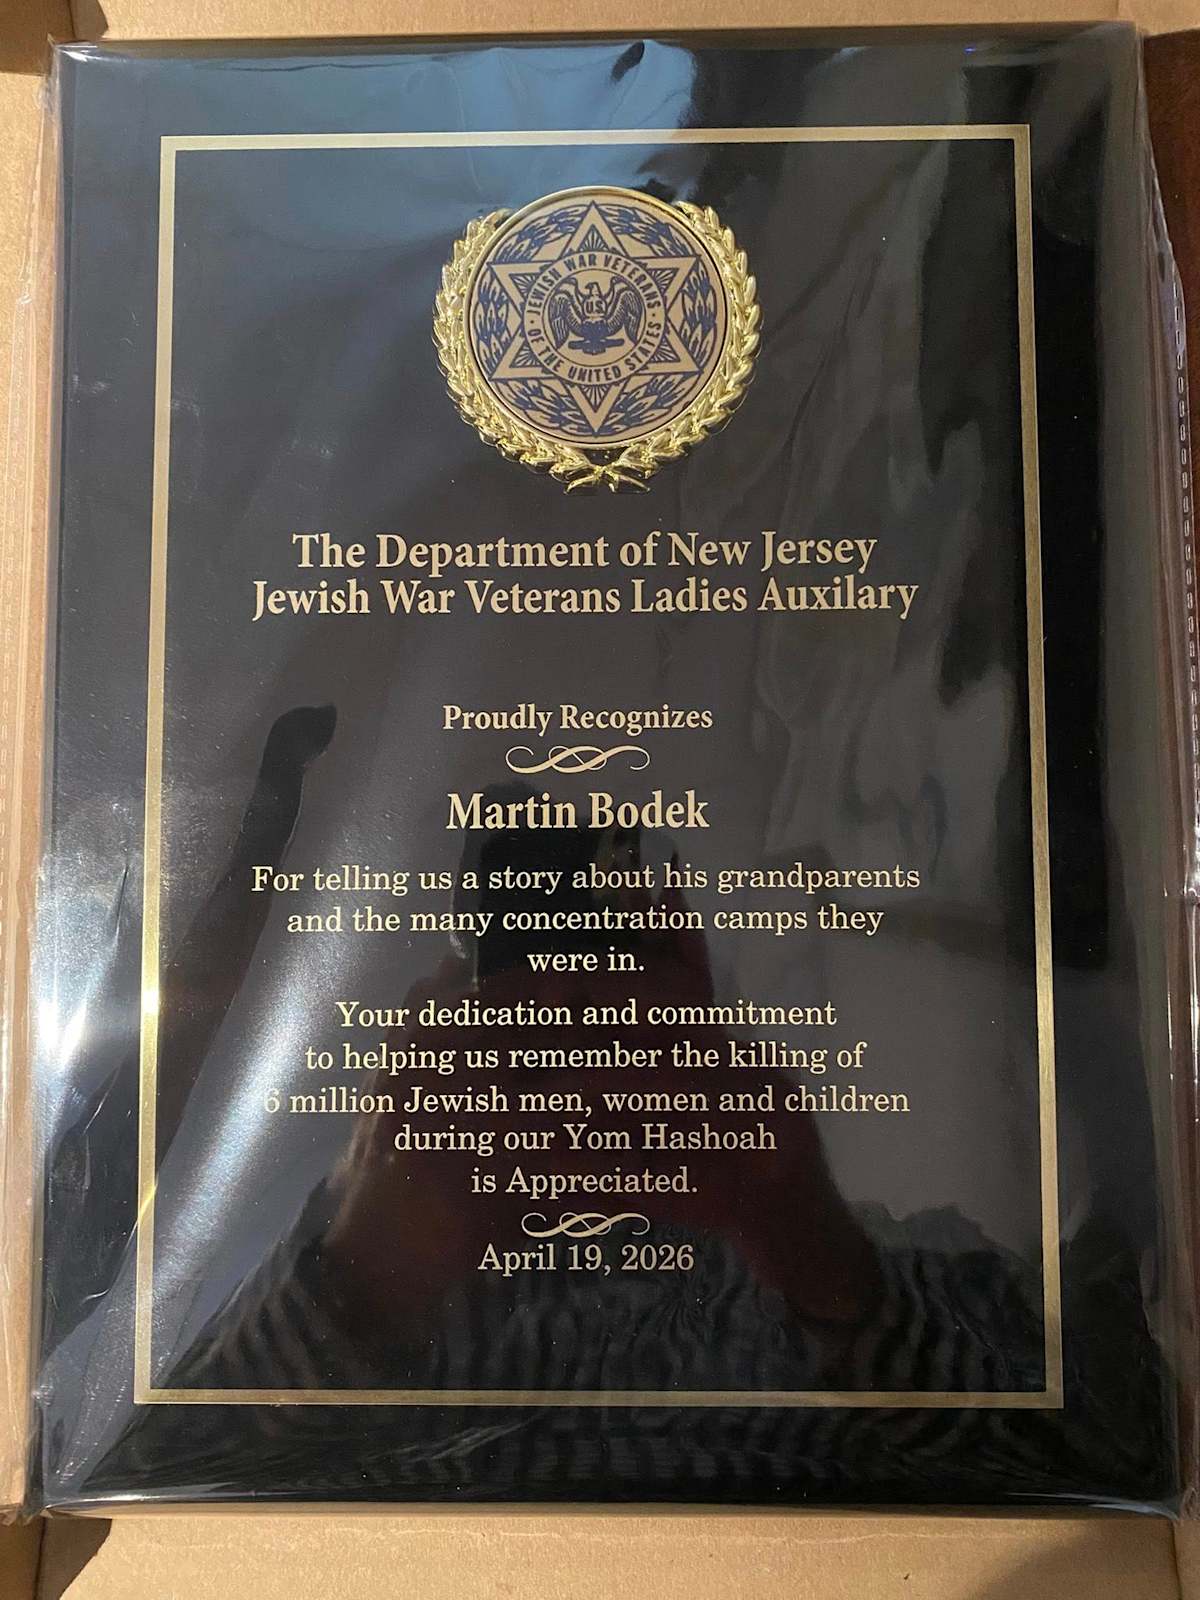 JEWISH WAR VETERANS
OF THE UNITED STATES
U.S.
The Department of New Jersey
Jewish War Veterans Ladies Auxilary
Proudly Recognizes
Martin Bodek
For telling us a story about his grandparents
and the many concentration camps they
were in.
Your dedication and commitment
to helping us remember the killing of
6 million Jewish men, women and children
during our Yom Hashoah
is Appreciated.
April 19, 2026